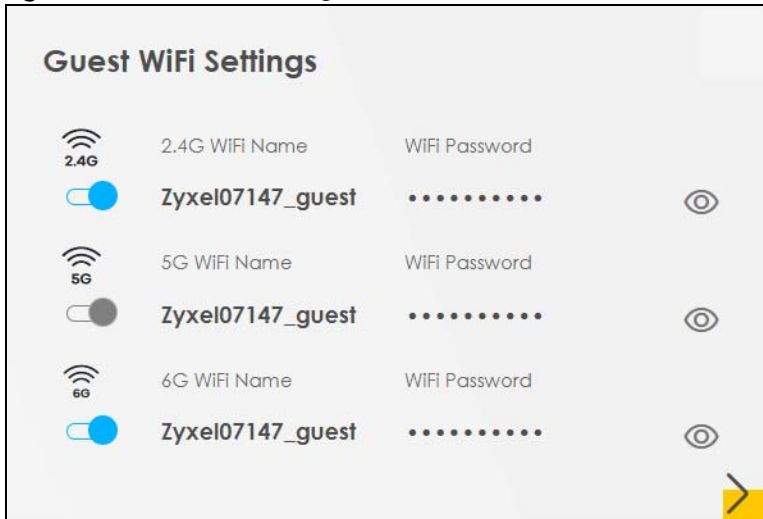 Guest WiFi Settings
2.4G
2.4G WiFi Name WiFi Password
Zyxel07147_guest ••••••••••
5G
5G WiFi Name WiFi Password
Zyxel07147_guest ••••••••••
6G
6G WiFi Name WiFi Password
Zyxel07147_guest ••••••••••